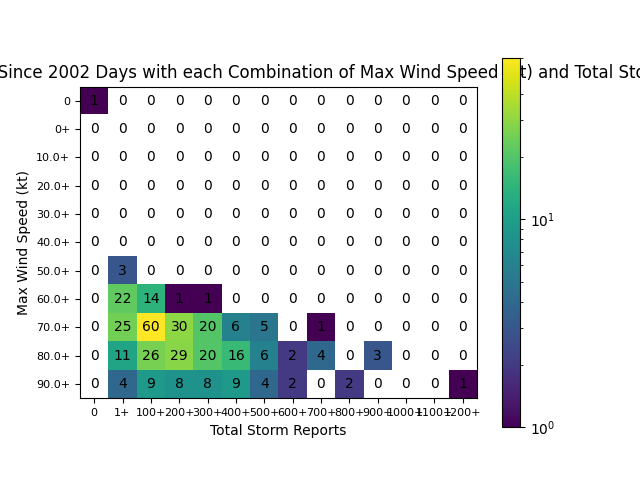 Since 2002 Days with each Combination of Max Wind Speed t) and Total Sto
0 1 0 0 0 0 0 0 0 0 0 0 0 0 0
0+ 0 0 0 0 0 0 0 0 0 0 0 0 0 0
10.0+ 0 0 0 0 0 0 0 0 0 0 0 0 0 0
20.0+ 0 0 0 0 0 0 0 0 0 0 0 0 0 0
30.0+ 0 0 0 0 0 0 0 0 0 0 0 0 0 0
40.0+ 0 0 0 0 0 0 0 0 0 0 0 0 0 0
50.0+ 0 3 0 0 0 0 0 0 0 0 0 0 0 0
60.0+ 0 22 14 1 1 0 0 0 0 0 0 0 0 0
70.0+ 0 25 60 30 20 6 5 0 1 0 0 0 0 0
80.0+ 0 11 26 29 20 16 6 2 4 0 3 0 0 0
90.0+ 0 4 9 8 8 9 4 2 0 2 0 0 0 1
0 1+ 100+ 200+ 300+ 400+ 500+ 600+ 700+ 800+ 900+ 1000+ 1100+ 1200+
Total Storm Reports
Max Wind Speed (kt)
10^1
10^0